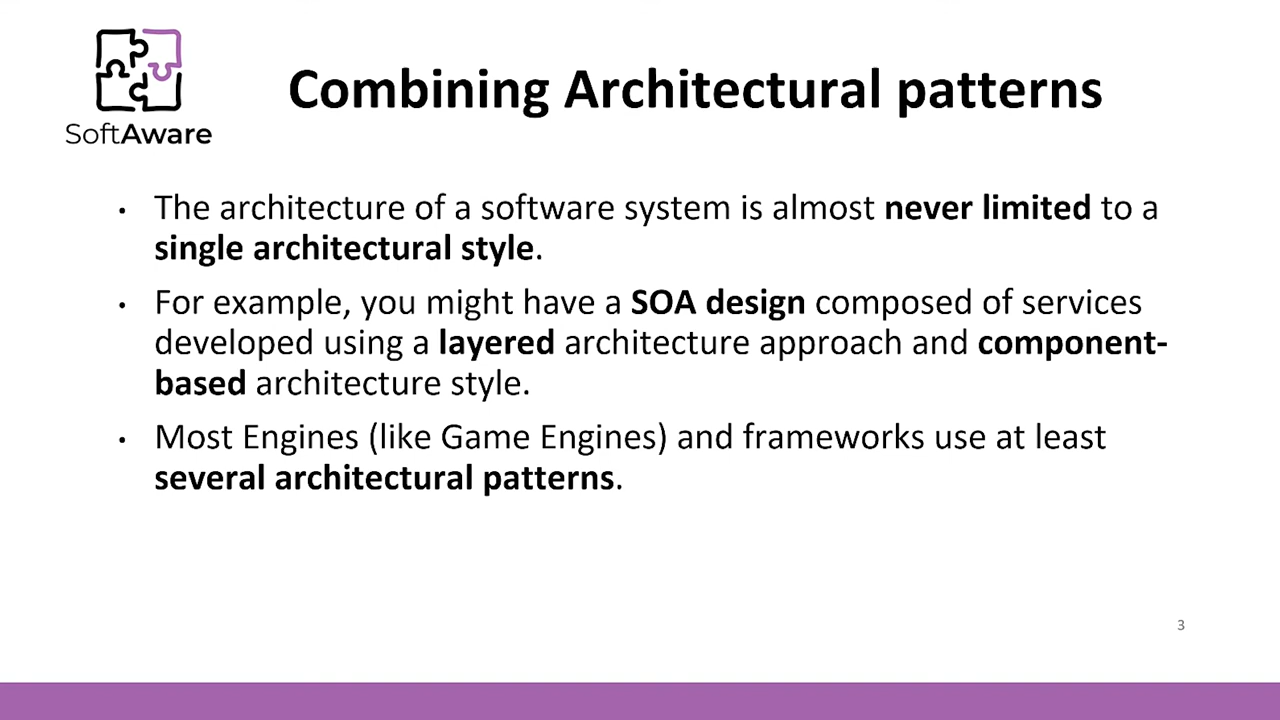 SoftAware
Combining Architectural patterns
• The architecture of a software system is almost never limited to a
single architectural style.
• For example, you might have a SOA design composed of services
developed using a layered architecture approach and component-
based architecture style.
• Most Engines (like Game Engines) and frameworks use at least
several architectural patterns.
3